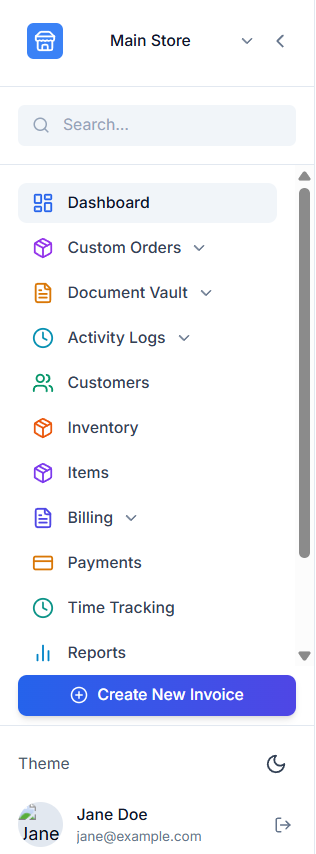 Main Store
Search...
Dashboard
Custom Orders
Document Vault
Activity Logs
Customers
Inventory
Items
Billing
Payments
Time Tracking
Reports
Create New Invoice
Theme
Jane
Jane Doe
jane@example.com